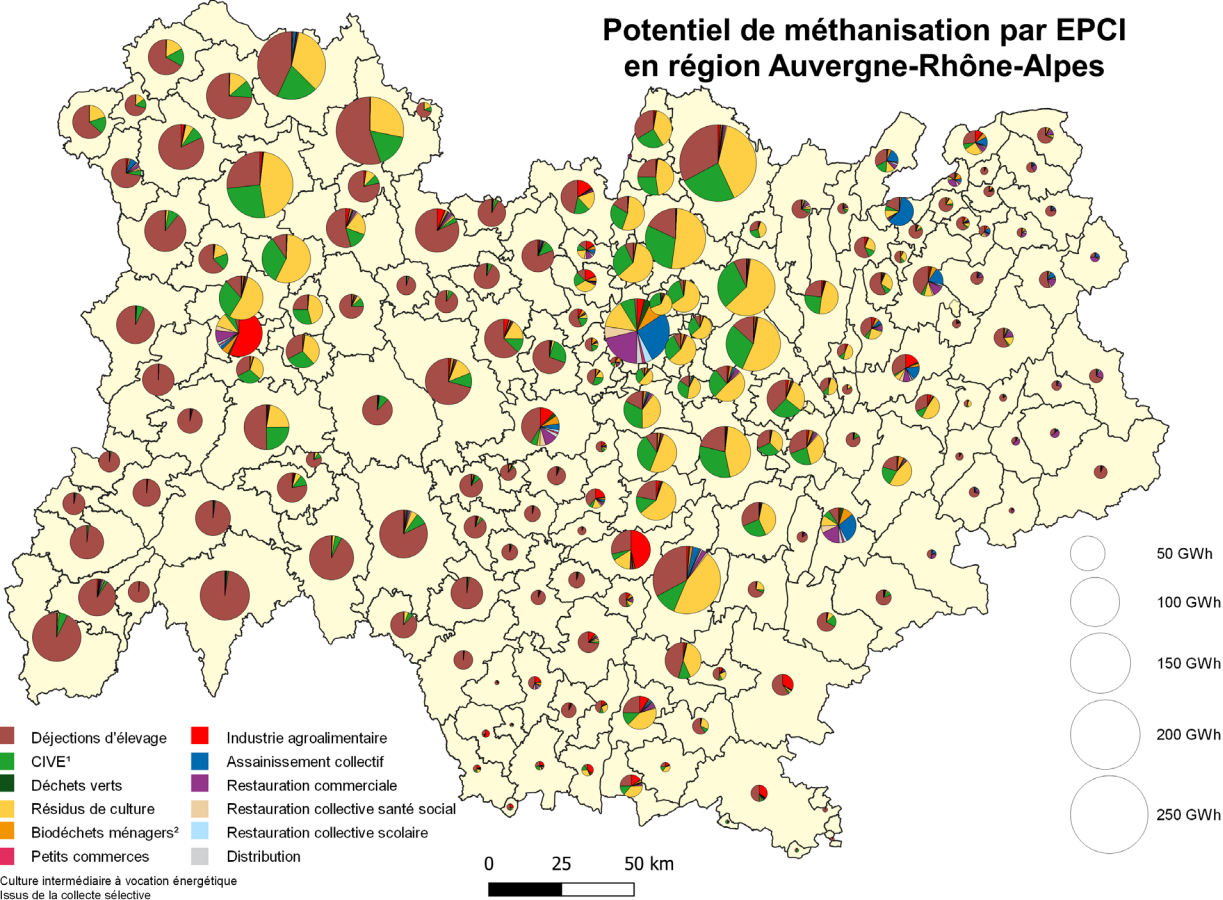 Potentiel de méthanisation par EPCI
en région Auvergne-Rhône-Alpes
50 GWh
100 GWh
150 GWh
200 GWh
250 GWh
Déjections d'élevage
CIVE¹
Déchets verts
Résidus de culture
Biodéchets ménagers²
Petits commerces
Industrie agroalimentaire
Assainissement collectif
Restauration commerciale
Restauration collective santé social
Restauration collective scolaire
Distribution
0 25 50 km
Culture intermédiaire à vocation énergétique
Issus de la collecte sélective